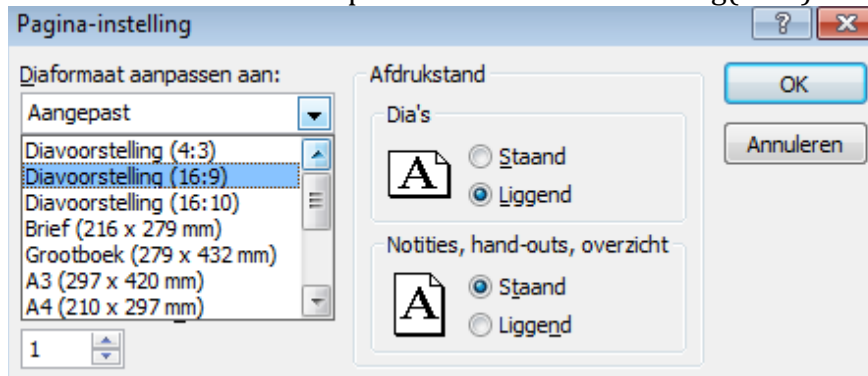 Pagina-instelling
Diaformaat aanpassen aan:
Aangepast
Diavoorstelling (4:3)
Diavoorstelling (16:9)
Diavoorstelling (16:10)
Brief (216 x 279 mm)
Grootboek (279 x 432 mm)
A3 (297 x 420 mm)
A4 (210 x 297 mm)
1
Afdrukstand
Dia's
A
Staand
Liggend
Notities, hand-outs, overzicht
A
Staand
Liggend
OK
Annuleren